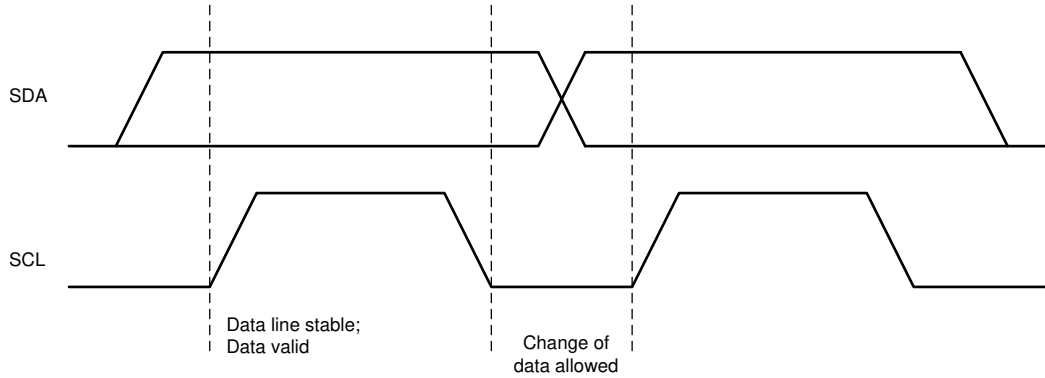 SDA
SCL
Data line stable;
Data valid
Change of
data allowed